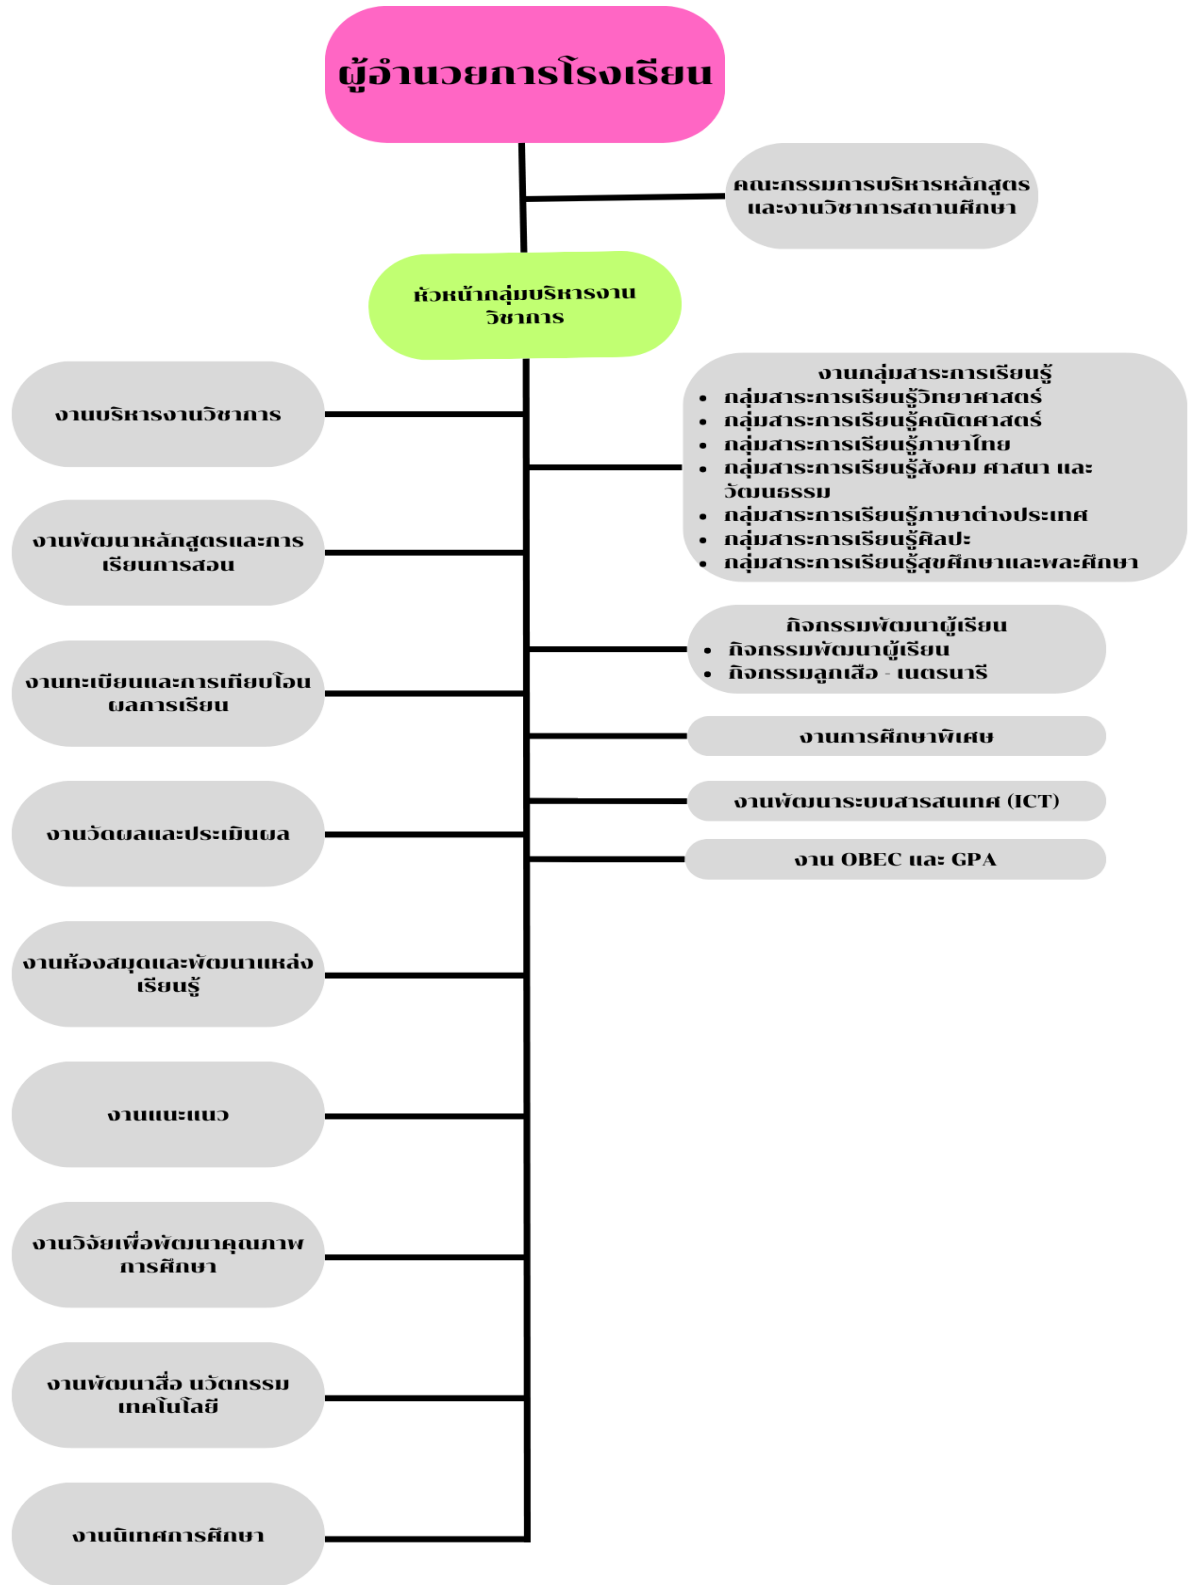 ผู้อำนวยการโรงเรียน
คณะกรรมการบริหารหลักสูตร
และงานวิชาการสถานศึกษา
หัวหน้ากลุ่มบริหารงาน
วิชาการ
งานบริหารงานวิชาการ
งานพัฒนาหลักสูตรและการ
เรียนการสอน
งานทะเบียนและการเทียบโอน
ผลการเรียน
งานวัดผลและประเมินผล
งานห้องสมุดและพัฒนาแหล่ง
เรียนรู้
งานแนะแนว
งานวิจัยเพื่อพัฒนาคุณภาพ
การศึกษา
งานพัฒนาสื่อ นวัตกรรม
เทคโนโลยี
งานนิเทศการศึกษา
งานกลุ่มสาระการเรียนรู้
• กลุ่มสาระการเรียนรู้วิทยาศาสตร์
• กลุ่มสาระการเรียนรู้คณิตศาสตร์
• กลุ่มสาระการเรียนรู้ภาษาไทย
• กลุ่มสาระการเรียนรู้สังคม ศาสนา และ
วัฒนธรรม
• กลุ่มสาระการเรียนรู้ภาษาต่างประเทศ
• กลุ่มสาระการเรียนรู้ศิลปะ
• กลุ่มสาระการเรียนรู้สุขศึกษาและพละศึกษา
กิจกรรมพัฒนาผู้เรียน
• กิจกรรมพัฒนาผู้เรียน
• กิจกรรมลูกเสือ - เนตรนารี
งานการศึกษาพิเศษ
งานพัฒนาระบบสารสนเทศ (ICT)
งาน OBEC และ GPA